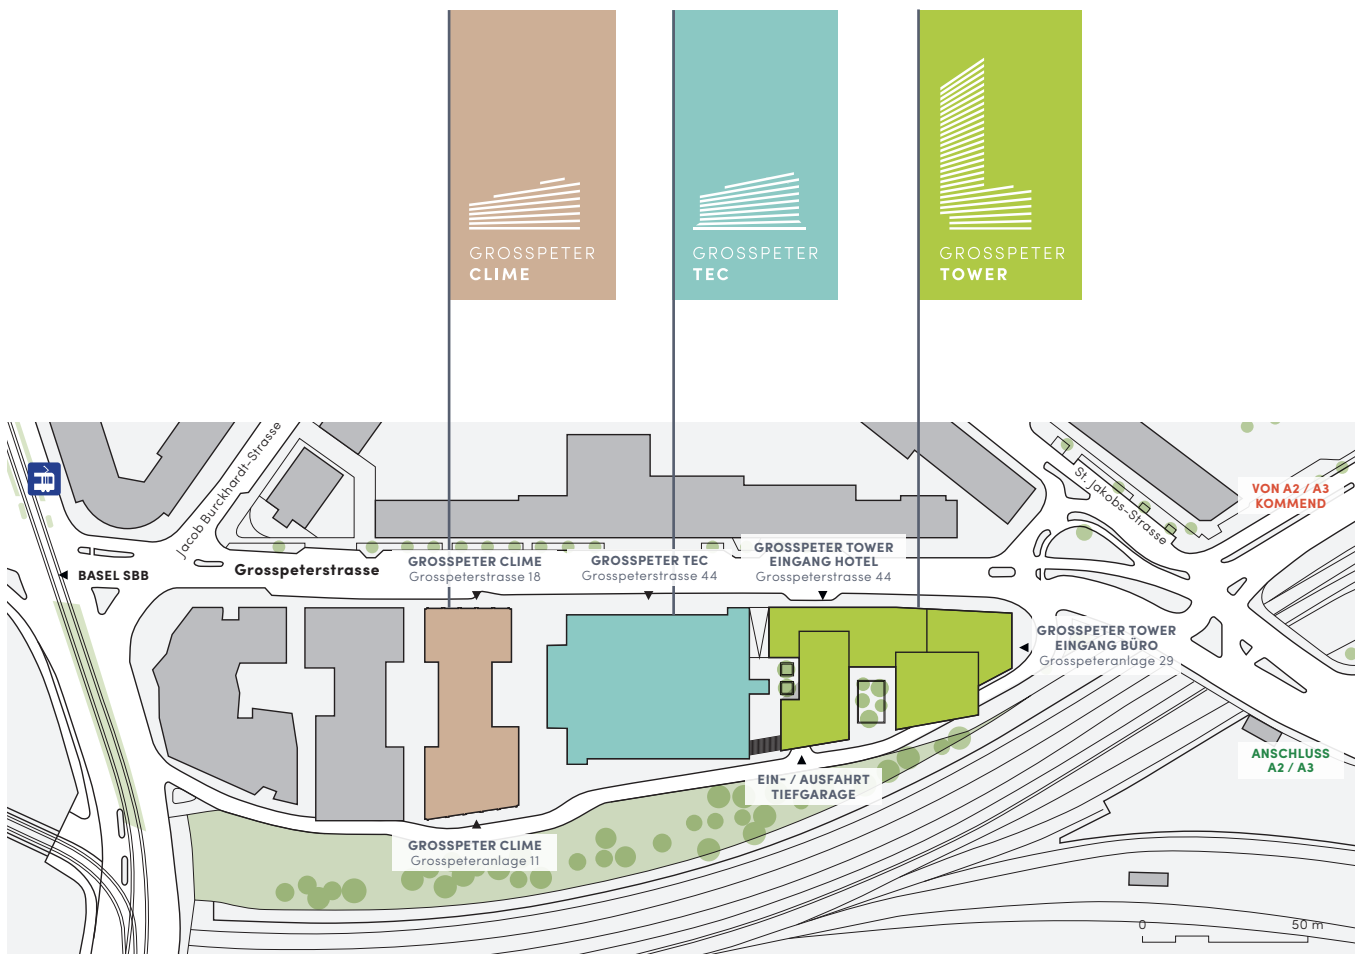 GROSSPETER
CLIME
GROSSPETER
TEC
GROSSPETER
TOWER
Jacob Burckhardt-Strasse
St. Jakobs-Strasse
VON A2 / A3
KOMMEND
BASEL SBB
Grosspeterstrasse
GROSSPETER CLIME
Grosspeterstrasse 18
GROSSPETER TEC
Grosspeterstrasse 44
GROSSPETER TOWER
EINGANG HOTEL
Grosspeterstrasse 44
GROSSPETER TOWER
EINGANG BÜRO
Grosspeteranlage 29
ANSCHLUSS
A2 / A3
EIN- / AUSFAHRT
TIEFGARAGE
GROSSPETER CLIME
Grosspeteranlage 11
0
50 m